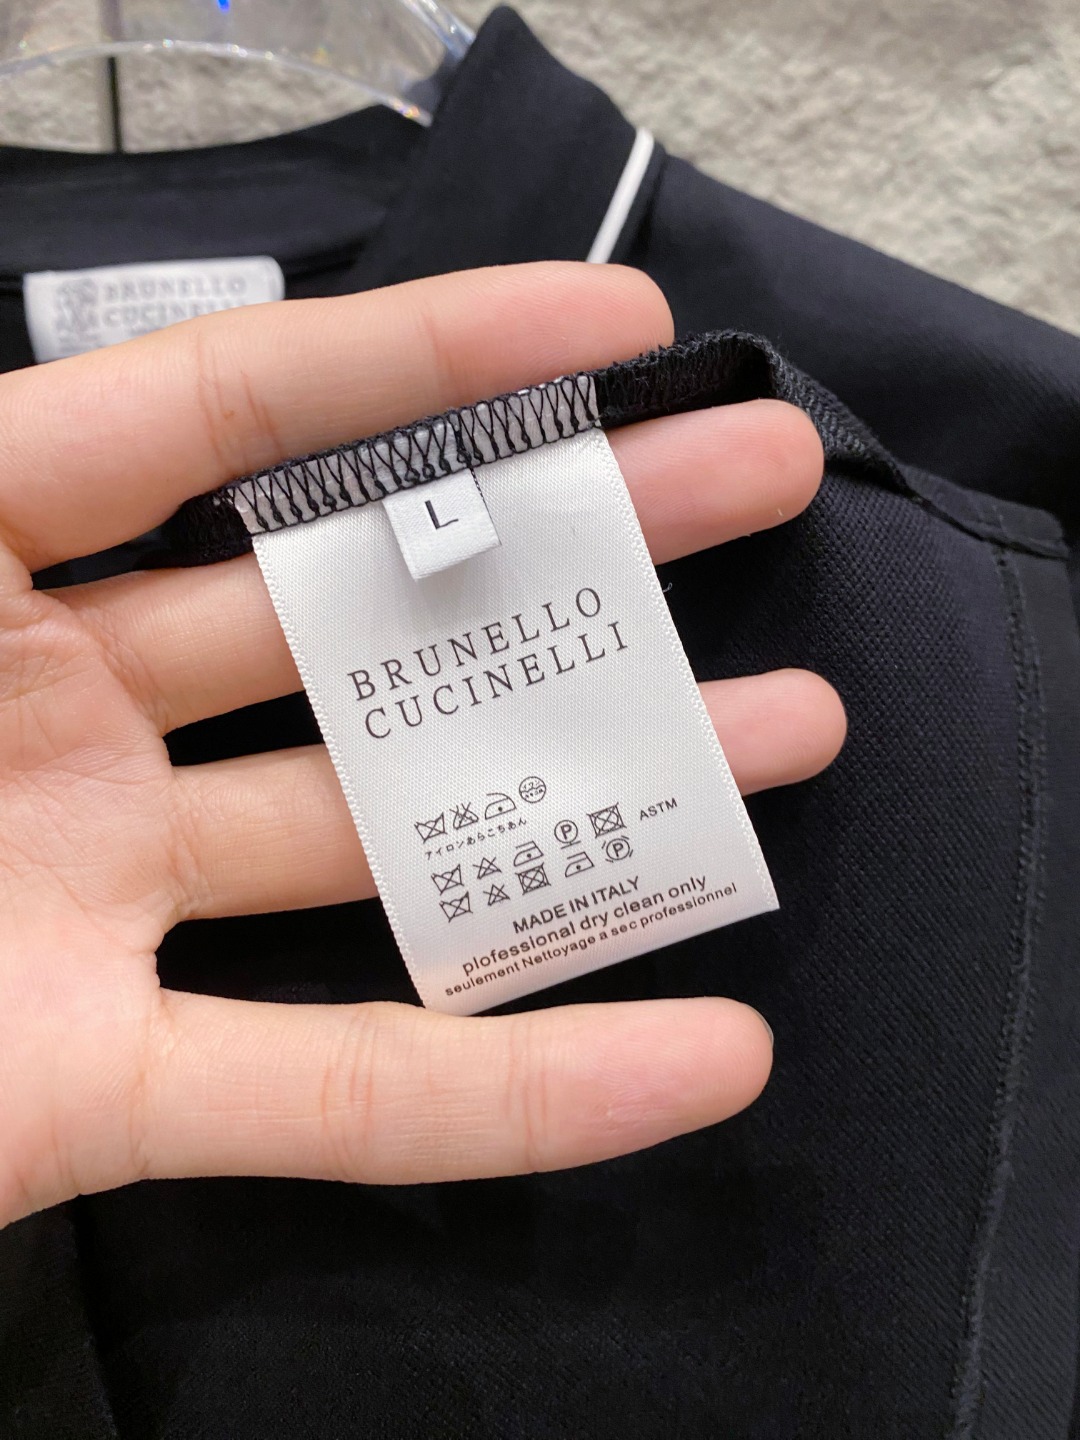 BRUNELLO
CUCINELLI
L
BRUNELLO
CUCINELLI
アイロンあらこちあん
P
ASTM
P
MADE IN ITALY
plofessional dry clean only
seulement Nettoyage a sec professionnel